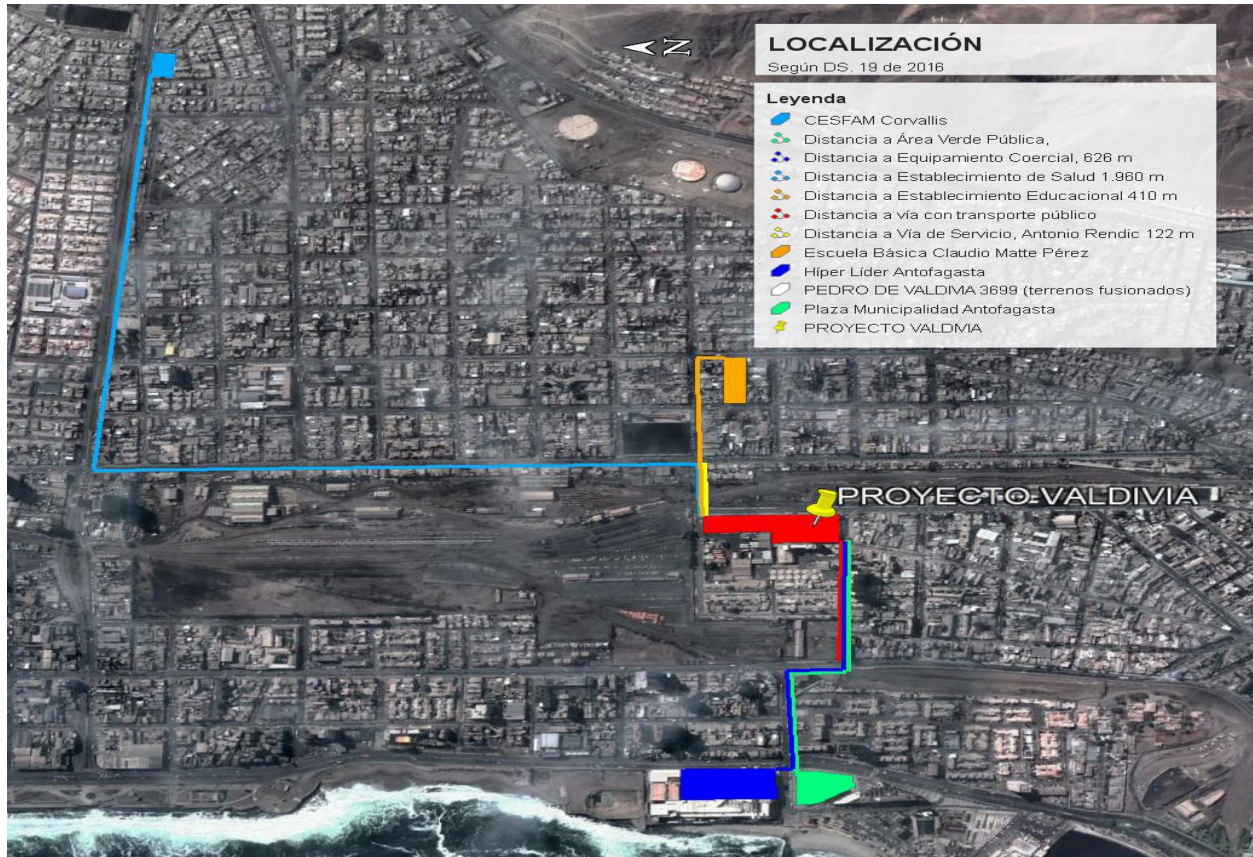 N
LOCALIZACIÓN
Según DS. 19 de 2016
Leyenda
CESFAM Corvallis
Distancia a Área Verde Pública,
Distancia a Equipamiento Coercial, 626 m
Distancia a Establecimiento de Salud 1.960 m
Distancia a Establecimiento Educacional 410 m
Distancia a vía con transporte público
Distancia a Vía de Servicio, Antonio Rendic 122 m
Escuela Básica Claudio Matte Pérez
Híper Líder Antofagasta
PEDRO DE VALDIVIA 3699 (terrenos fusionados)
Plaza Municipalidad Antofagasta
PROYECTO VALDIVIA
PROYECTO VALDIVIA